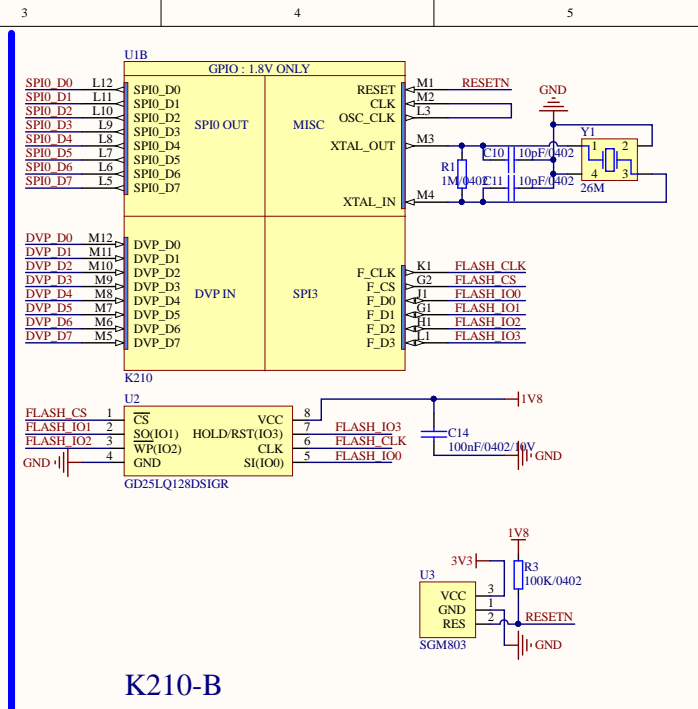 3 4 5
U1B
GPIO : 1.8V ONLY
SPI0_D0 L12 SPI0_D0 RESET M1 RESETN
SPI0_D1 L11 SPI0_D1 CLK M2
SPI0_D2 L10 SPI0_D2 OSC_CLK L3
SPI0_D3 L9 SPI0_D3
SPI0 OUT MISC
SPI0_D4 L8 SPI0_D4 XTAL_OUT M3
SPI0_D5 L7 SPI0_D5
SPI0_D6 L6 SPI0_D6
SPI0_D7 L5 SPI0_D7
XTAL_IN M4
GND
Y1
1 2
4 3
26M
C10 10pF/0402
R1
1M/0402
C11 10pF/0402
DVP_D0 M12 DVP_D0
DVP_D1 M11 DVP_D1
DVP_D2 M10 DVP_D2 F_CLK K1 FLASH_CLK
DVP_D3 M9 DVP_D3 F_CS G2 FLASH_CS
DVP IN SPI3
DVP_D4 M8 DVP_D4 F_D0 J1 FLASH_IO0
DVP_D5 M7 DVP_D5 F_D1 G1 FLASH_IO1
DVP_D6 M6 DVP_D6 F_D2 H1 FLASH_IO2
DVP_D7 M5 DVP_D7 F_D3 L1 FLASH_IO3
K210
U2
FLASH_CS 1 CS VCC 8
FLASH_IO1 2 SO(IO1) HOLD/RST(IO3) 7 FLASH_IO3
FLASH_IO2 3 WP(IO2) CLK 6 FLASH_CLK
GND 4 GND SI(IO0) 5 FLASH_IO0
GD25LQ128DSIGR
1V8
C14
100nF/0402/10V
GND
1V8
3V3
R3
100K/0402
U3
VCC 3
GND 1
RES 2 RESETN
SGM803
GND
K210-B